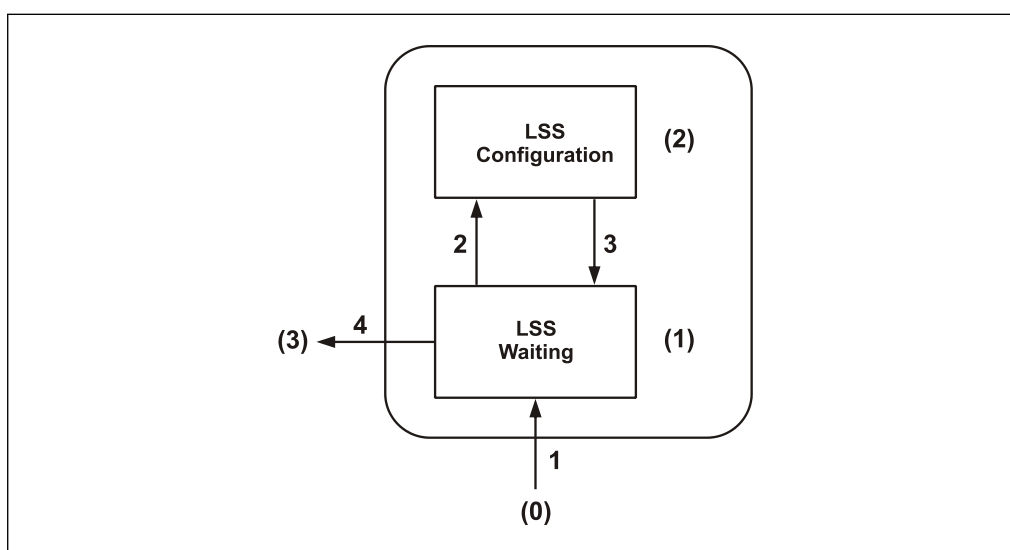 LSS
Configuration
(2)
2
3
LSS
Waiting
(1)
4
(3)
1
(0)